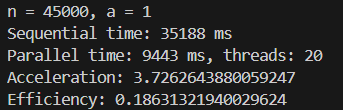 n = 45000, a = 1
Sequential time: 35188 ms
Parallel time: 9443 ms, threads: 20
Acceleration: 3.7262643880059247
Efficiency: 0.18631321940029624